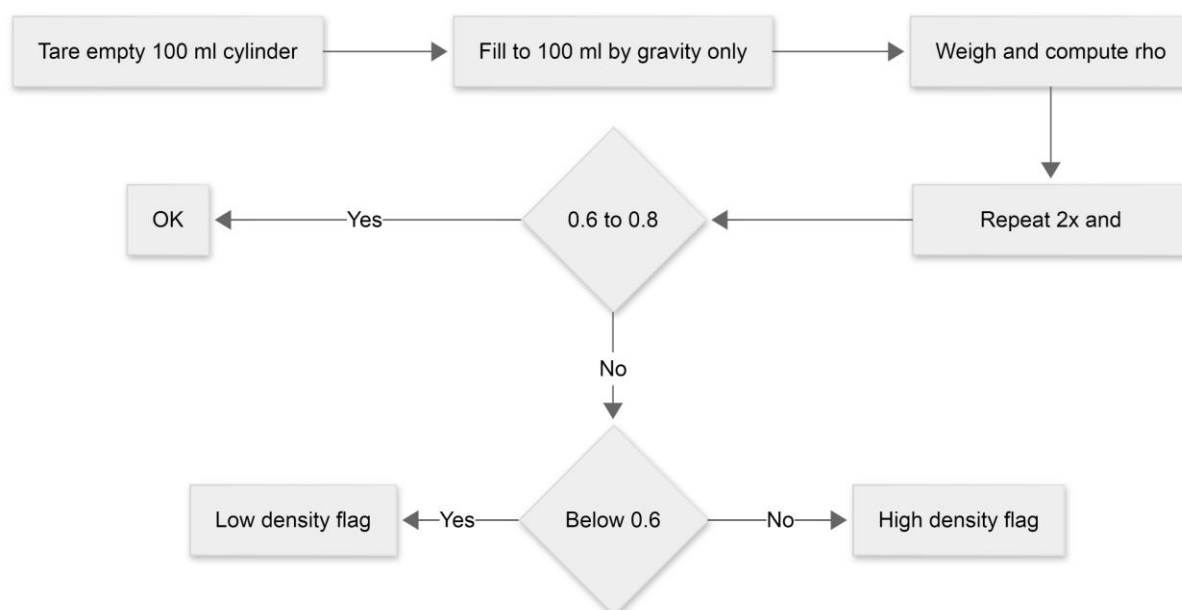 Tare empty 100 ml cylinder
Fill to 100 ml by gravity only
Weigh and compute rho
Repeat 2x and
0.6 to 0.8
Yes
OK
No
Below 0.6
Yes
Low density flag
No
High density flag